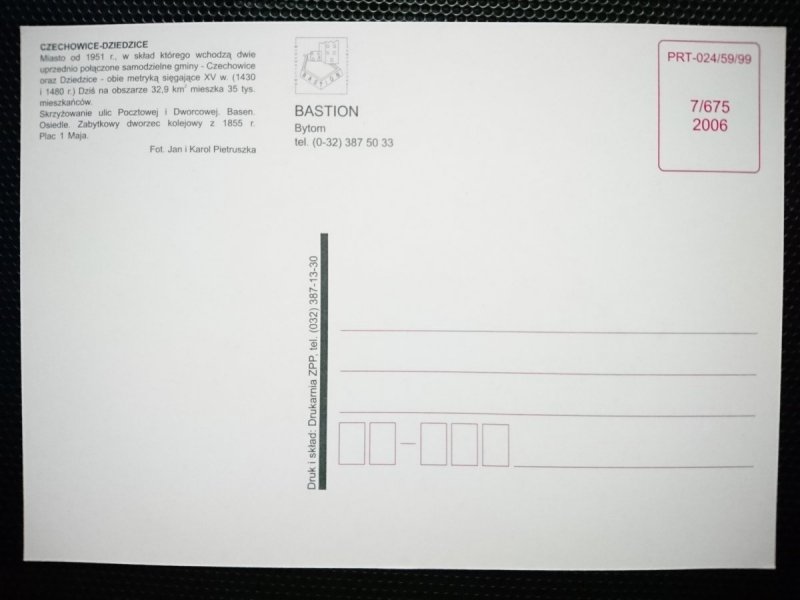 CZECHOWICE-DZIEDZICE
Miasto od 1951 r., w skład którego wchodzą dwie
uprzednio połączone samodzielne gminy - Czechowice
oraz Dziedzice - obie metryką sięgające XV w. (1430
i 1480 r.) Dziś na obszarze 32,9 km² mieszka 35 tys.
mieszkańców.
Skrzyżowanie ulic Pocztowej i Dworcowej. Basen.
Osiedle. Zabytkowy dworzec kolejowy z 1855 r.
Plac 1 Maja.
Fot. Jan i Karol Pietruszka
BASTION
BASTION
Bytom
tel. (0-32) 387 50 33
PRT-024/59/99
7/675
2006
Druk i skład: Drukarnia ZPP, tel. (032) 387-13-30